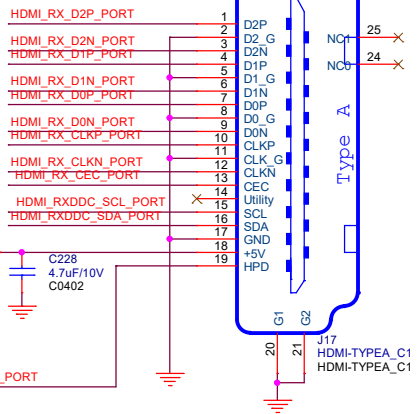 HDMI_RX_D2P_PORT 1 D2P
2 D2_G
HDMI_RX_D2N_PORT 3 D2N
HDMI_RX_D1P_PORT 4 D1P
5 D1_G
HDMI_RX_D1N_PORT 6 D1N
HDMI_RX_D0P_PORT 7 D0P
8 D0_G
HDMI_RX_D0N_PORT 9 D0N
HDMI_RX_CLKP_PORT 10 CLKP
11 CLK_G
HDMI_RX_CLKN_PORT 12 CLKN
HDMI_RX_CEC_PORT 13 CEC
14 Utility
HDMI_RXDDC_SCL_PORT 15 SCL
HDMI_RXDDC_SDA_PORT 16 SDA
17 GND
18 +5V
19 HPD
NC1 25
NC0 24
Type A
C228
4.7uF/10V
C0402
G1 G2
20 21
J17
HDMI-TYPEA_C1
HDMI-TYPEA_C1
_PORT